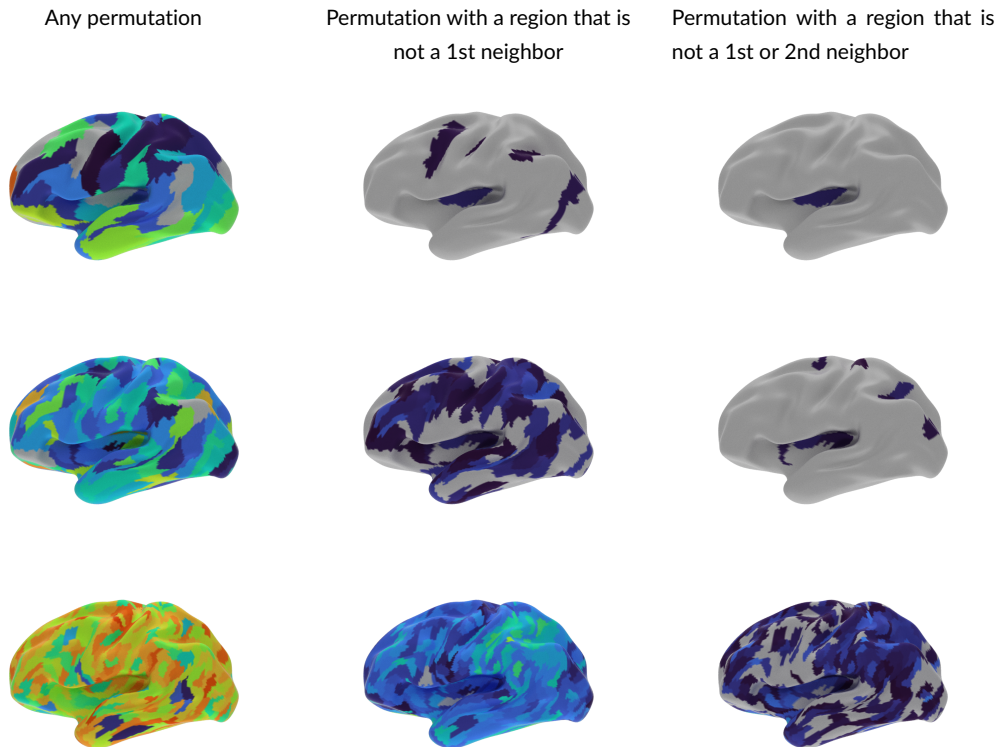 Any permutation
Permutation with a region that is
not a 1st neighbor
Permutation with a region that is
not a 1st or 2nd neighbor